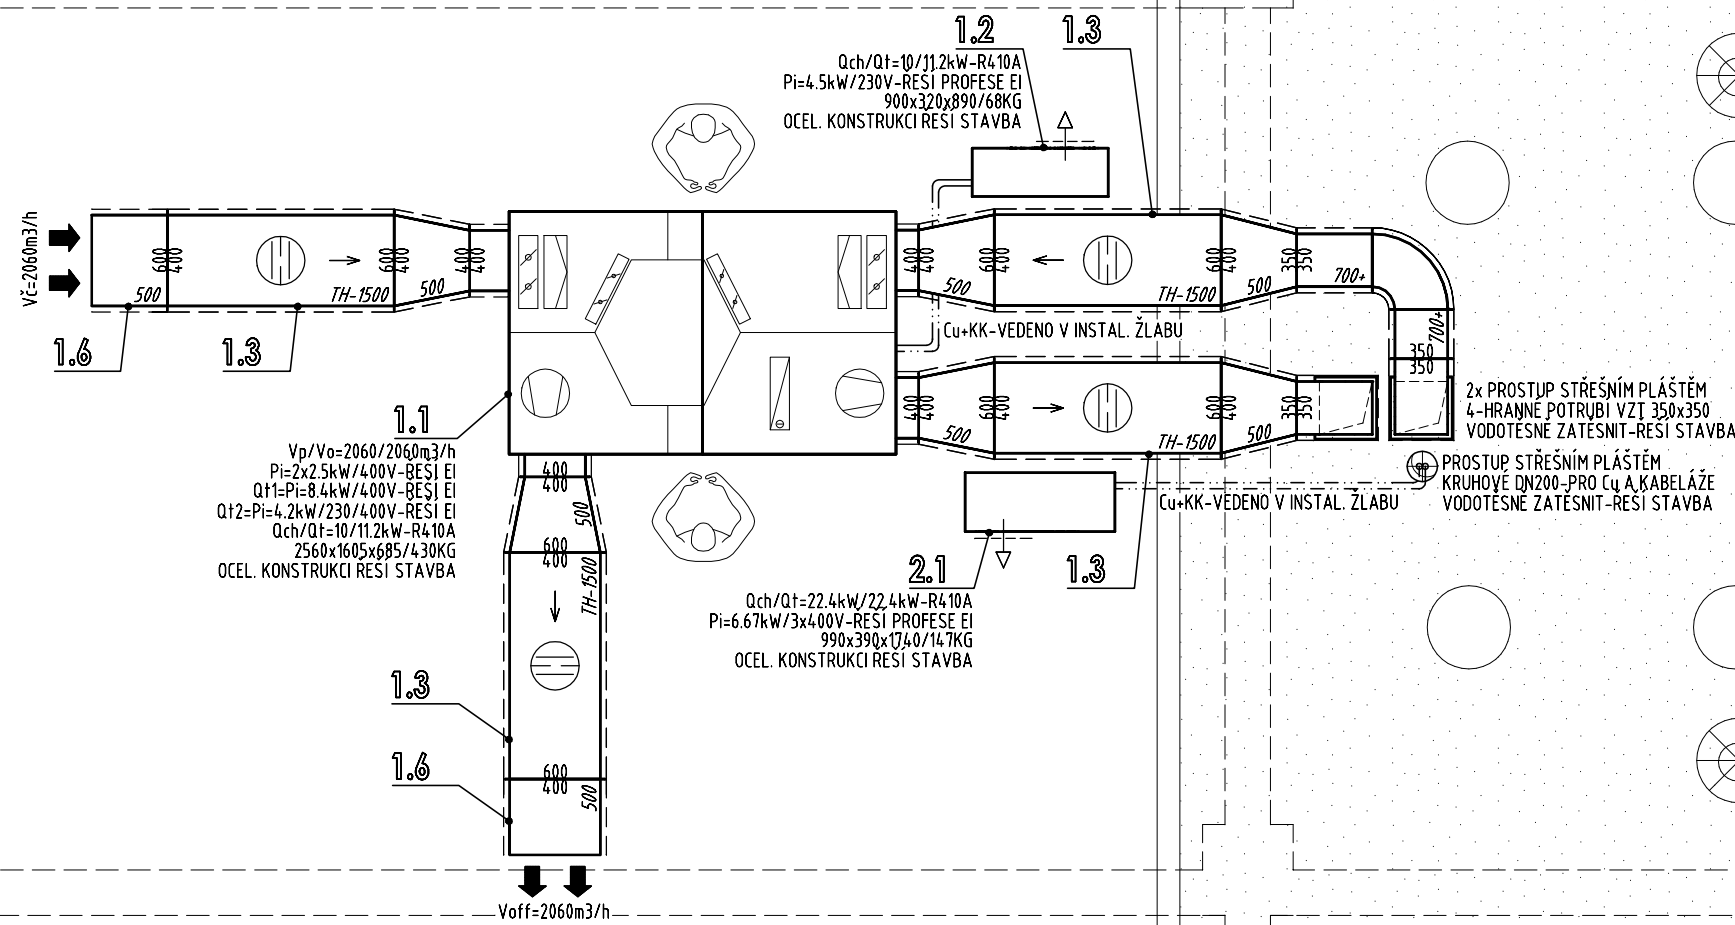 1.2
1.3
Qch/Qt=10/11.2kW-R410A
Pi=4.5kW/230V-ŘEŠÍ PROFESE EI
900x320x890/68KG
OCEL. KONSTRUKCI ŘEŠÍ STAVBA
Vč=2060m3/h
600
400
500
TH-1500
600
400
500
400
400
1.6
1.3
400
400
500
600
400
TH-1500
600
400
500
350
350
700+
700+
350
350
Cu+KK-VEDENO V INSTAL. ŽLABU
400
400
500
600
400
TH-1500
600
400
500
350
350
2x PROSTUP STŘEŠNÍM PLÁŠTĚM
4-HRANNÉ POTRUBÍ VZT 350x350
VODOTĚSNĚ ZATĚSNIT-ŘEŠÍ STAVBA
PROSTUP STŘEŠNÍM PLÁŠTĚM
KRUHOVÉ DN200-PRO Cu A KABELÁŽE
VODOTĚSNĚ ZATĚSNIT-ŘEŠÍ STAVBA
Cu+KK-VEDENO V INSTAL. ŽLABU
1.1
Vp/Vo=2060/2060m3/h
Pi=2x2.5kW/400V-ŘEŠÍ EI
Qt1=Pi=8.4kW/400V-ŘEŠÍ EI
Qt2=Pi=4.2kW/230/400V-ŘEŠÍ EI
Qch/Qt=10/11.2kW-R410A
2560x1605x685/430KG
OCEL. KONSTRUKCI ŘEŠÍ STAVBA
400
400
500
600
400
TH-1500
2.1
1.3
Qch/Qt=22.4kW/22.4kW-R410A
Pi=6.67kW/3x400V-ŘEŠÍ PROFESE EI
990x390x1740/147KG
OCEL. KONSTRUKCI ŘEŠÍ STAVBA
1.3
1.6
600
400
500
Voff=2060m3/h